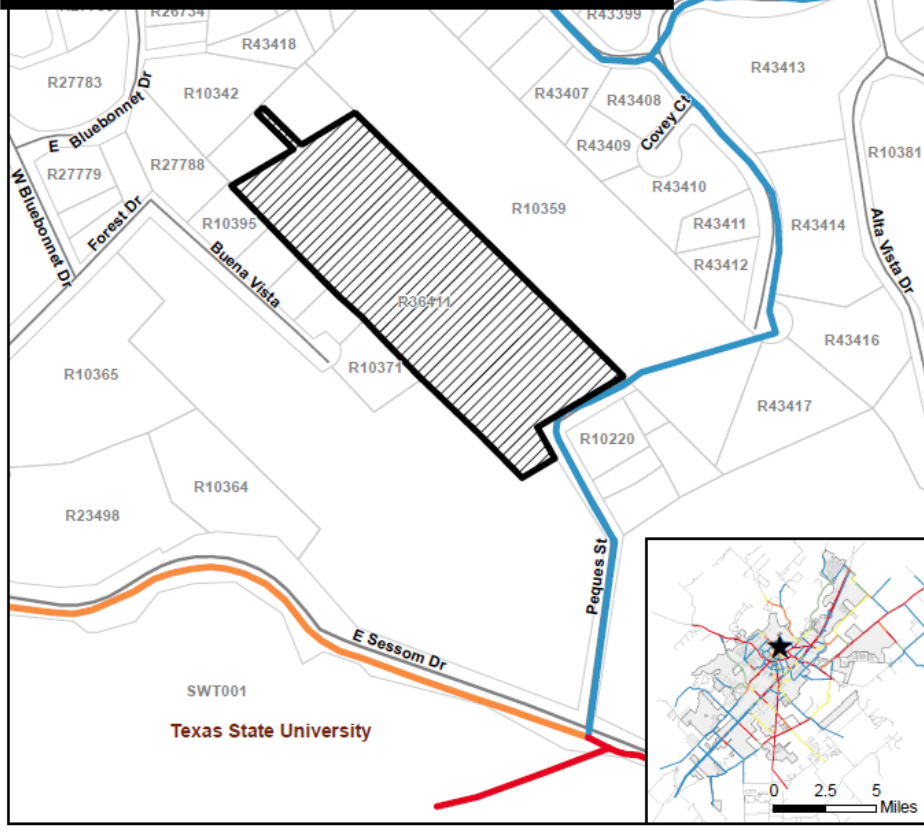 R26734
R43399
R43418
R43413
R27783
R10342
R43407
R43408
E Bluebonnet Dr
Covey Ct
R43409
R10381
R27779
R27788
R43410
W Bluebonnet Dr
Forest Dr
R10395
R10359
R43411
R43414
Alta Vista Dr
Buena Vista
R43412
R36411
R43416
R10365
R10371
R43417
R10220
R10364
R23498
Peques St
E Sessom Dr
SWT001
Texas State University
0 2.5 5
Miles